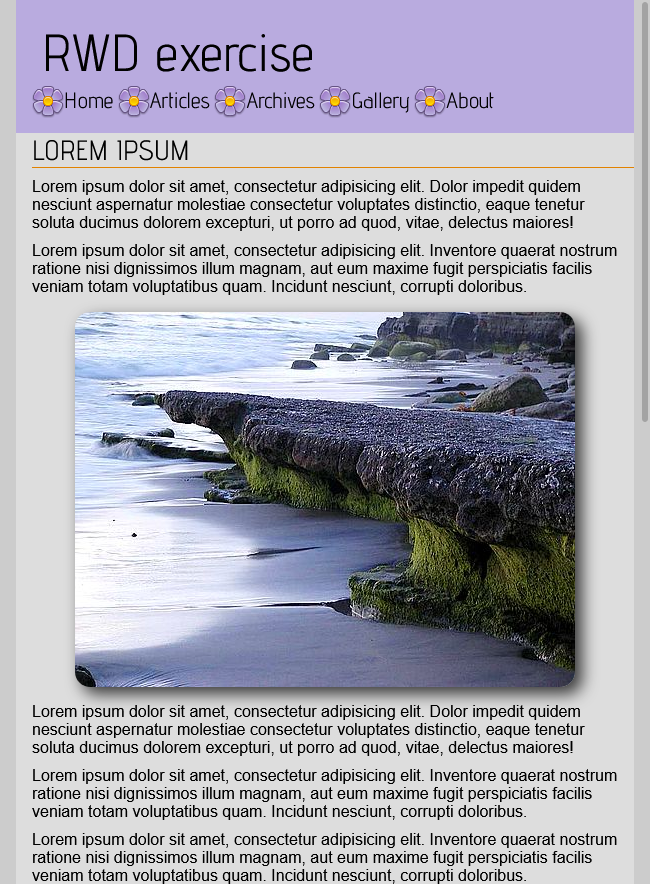 RWD exercise
Home Articles Archives Gallery About
LOREM IPSUM
Lorem ipsum dolor sit amet, consectetur adipisicing elit. Dolor impedit quidem
nesciunt aspernatur molestiae consectetur voluptates distinctio, eaque tenetur
soluta ducimus dolorem excepturi, ut porro ad quod, vitae, delectus maiores!
Lorem ipsum dolor sit amet, consectetur adipisicing elit. Inventore quaerat nostrum
ratione nisi dignissimos illum magnam, aut eum maxime fugit perspiciatis facilis
veniam totam voluptatibus quam. Incidunt nesciunt, corrupti doloribus.
Lorem ipsum dolor sit amet, consectetur adipisicing elit. Dolor impedit quidem
nesciunt aspernatur molestiae consectetur voluptates distinctio, eaque tenetur
soluta ducimus dolorem excepturi, ut porro ad quod, vitae, delectus maiores!
Lorem ipsum dolor sit amet, consectetur adipisicing elit. Inventore quaerat nostrum
ratione nisi dignissimos illum magnam, aut eum maxime fugit perspiciatis facilis
veniam totam voluptatibus quam. Incidunt nesciunt, corrupti doloribus.
Lorem ipsum dolor sit amet, consectetur adipisicing elit. Inventore quaerat nostrum
ratione nisi dignissimos illum magnam, aut eum maxime fugit perspiciatis facilis
veniam totam voluptatibus quam. Incidunt nesciunt, corrupti doloribus.